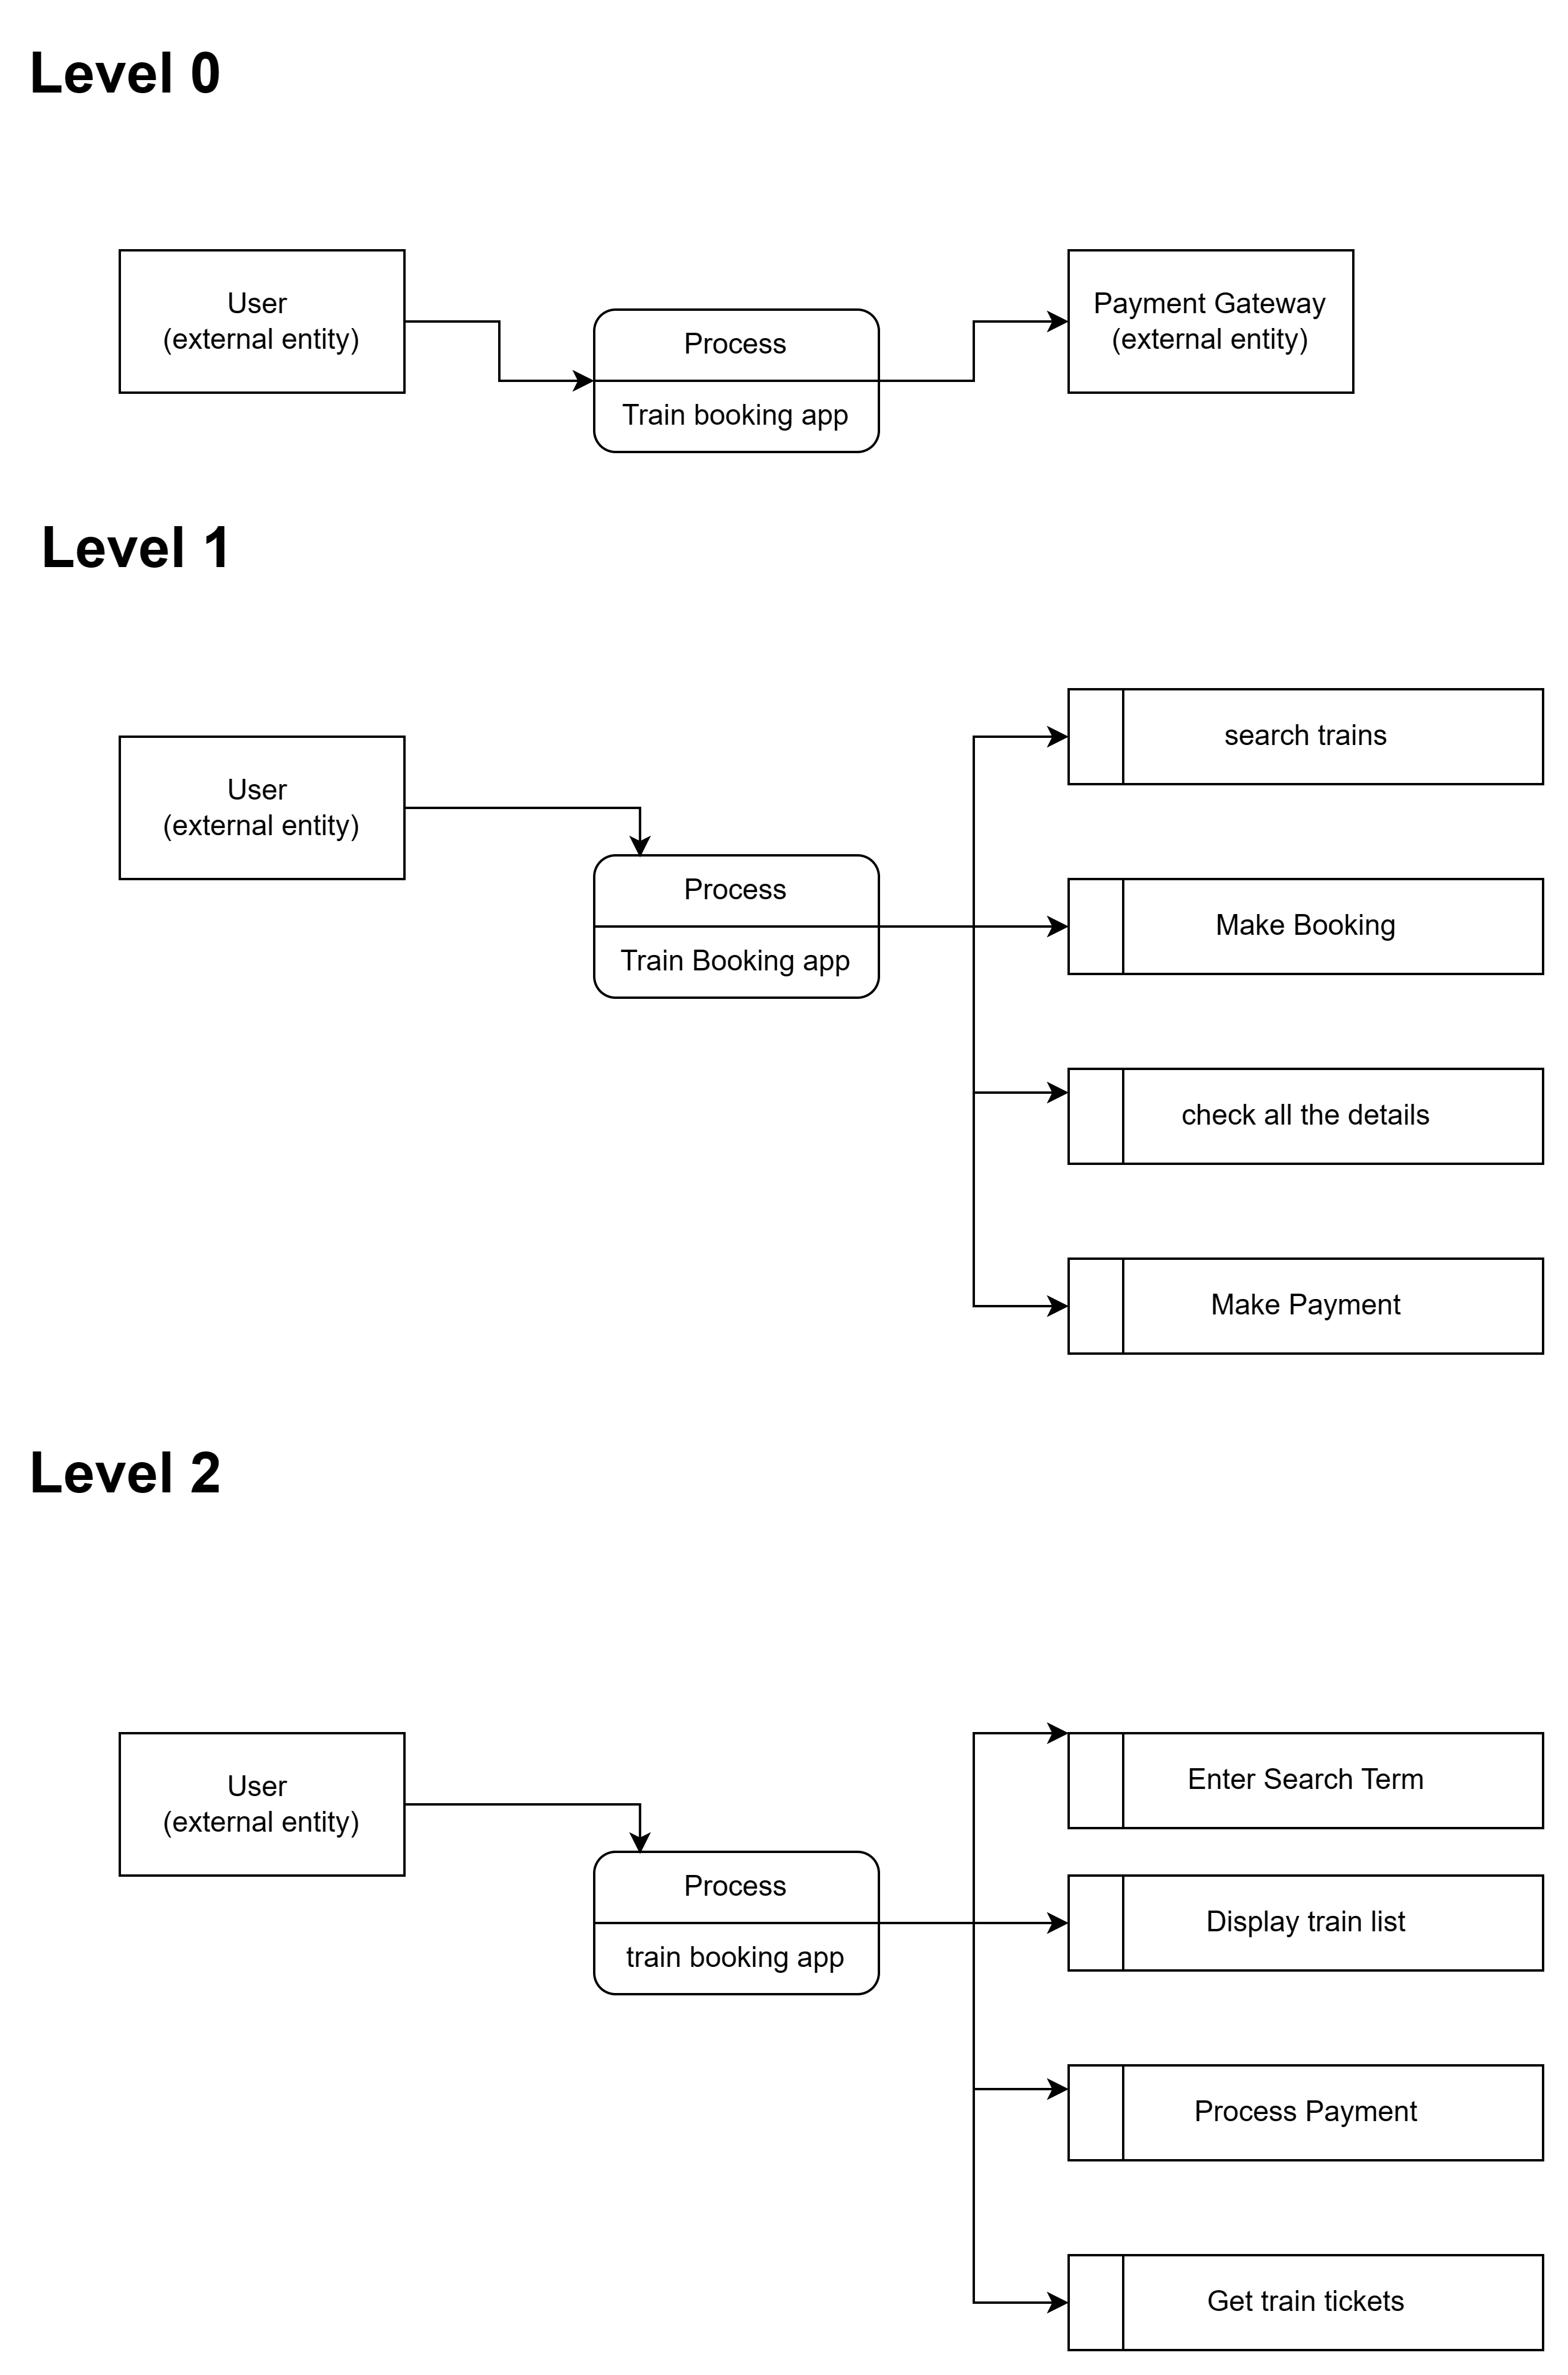 Level 0
User
(external entity)
Process
Train booking app
Payment Gateway
(external entity)
Level 1
User
(external entity)
Process
Train Booking app
search trains
Make Booking
check all the details
Make Payment
Level 2
User
(external entity)
Process
train booking app
Enter Search Term
Display train list
Process Payment
Get train tickets